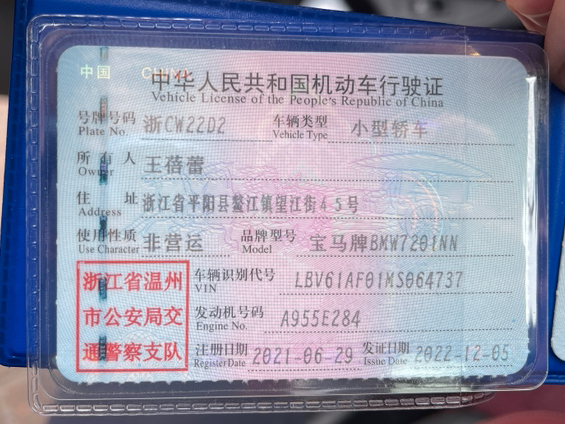 中国 CHINA
中华人民共和国机动车行驶证
Vehicle License of the People's Republic of China
号牌号码 浙CW22D2 车辆类型 小型轿车
Plate No. Vehicle Type
所有人 王蓓蕾
Owner
住址 浙江省平阳县鳌江镇望江街45号
Address
使用性质 非营运 品牌型号 宝马牌BMW7201NN
Use Character Model
浙江省温州
市公安局交
通警察支队
车辆识别代号 LBV61AF01MS064737
VIN
发动机号码 A955E284
Engine No.
注册日期 2021-06-29 发证日期 2022-12-05
Register Date Issue Date